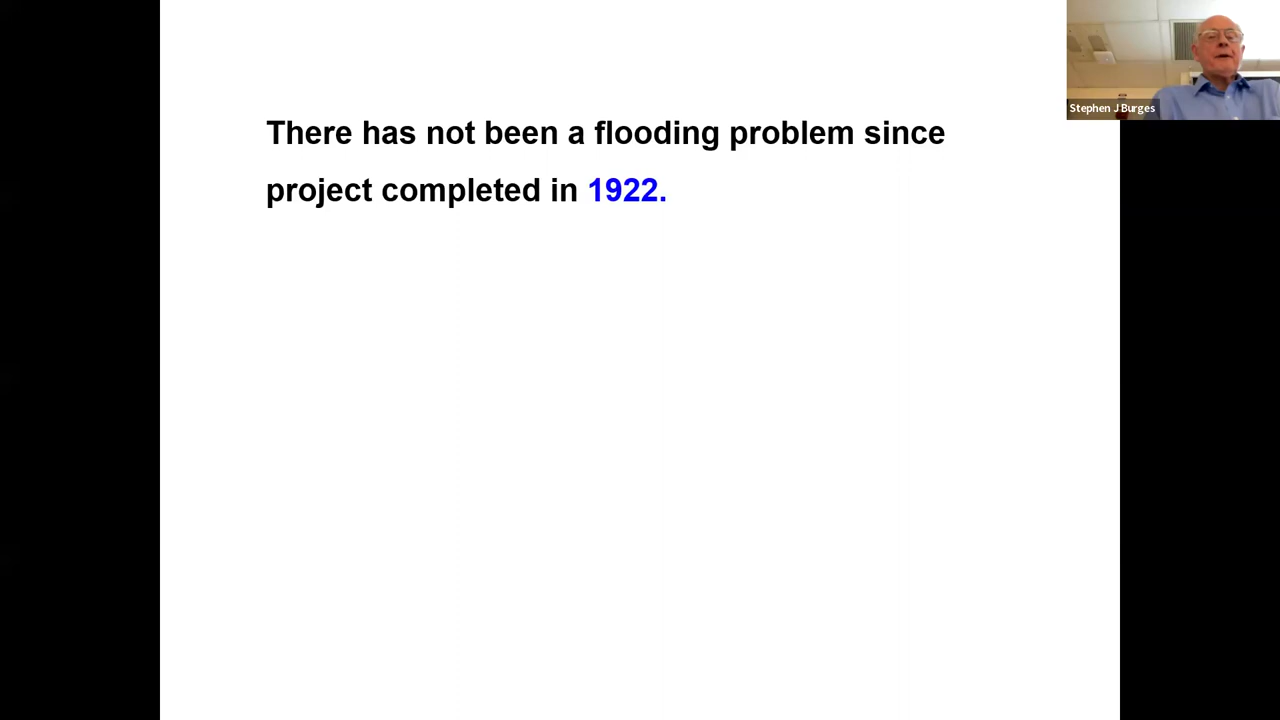 Stephen J Burges
There has not been a flooding problem since
project completed in 1922.